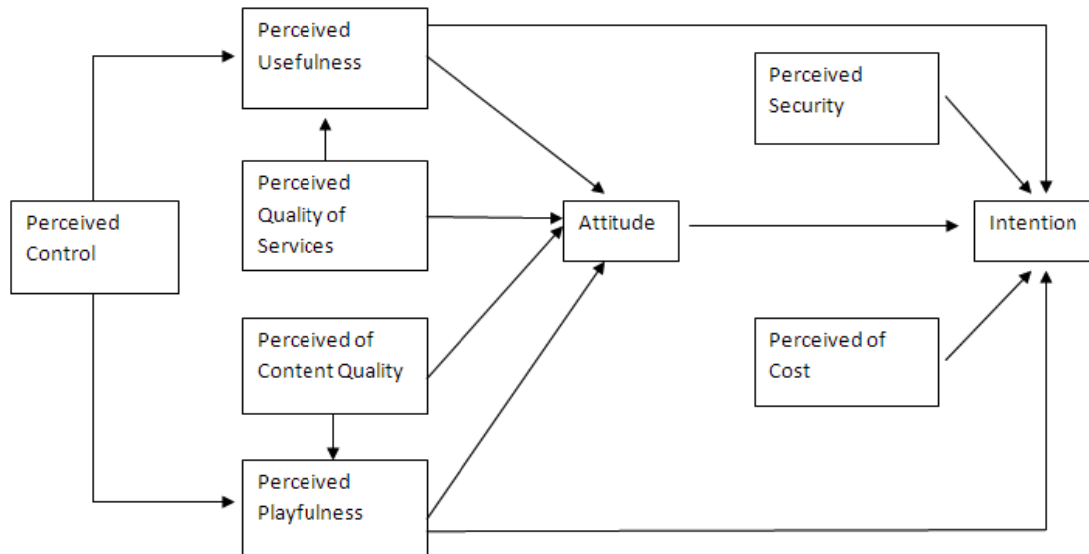 Perceived
Usefulness
Perceived
Security
Perceived
Quality of
Services
Perceived
Control
Attitude
Intention
Perceived of
Content Quality
Perceived of
Cost
Perceived
Playfulness